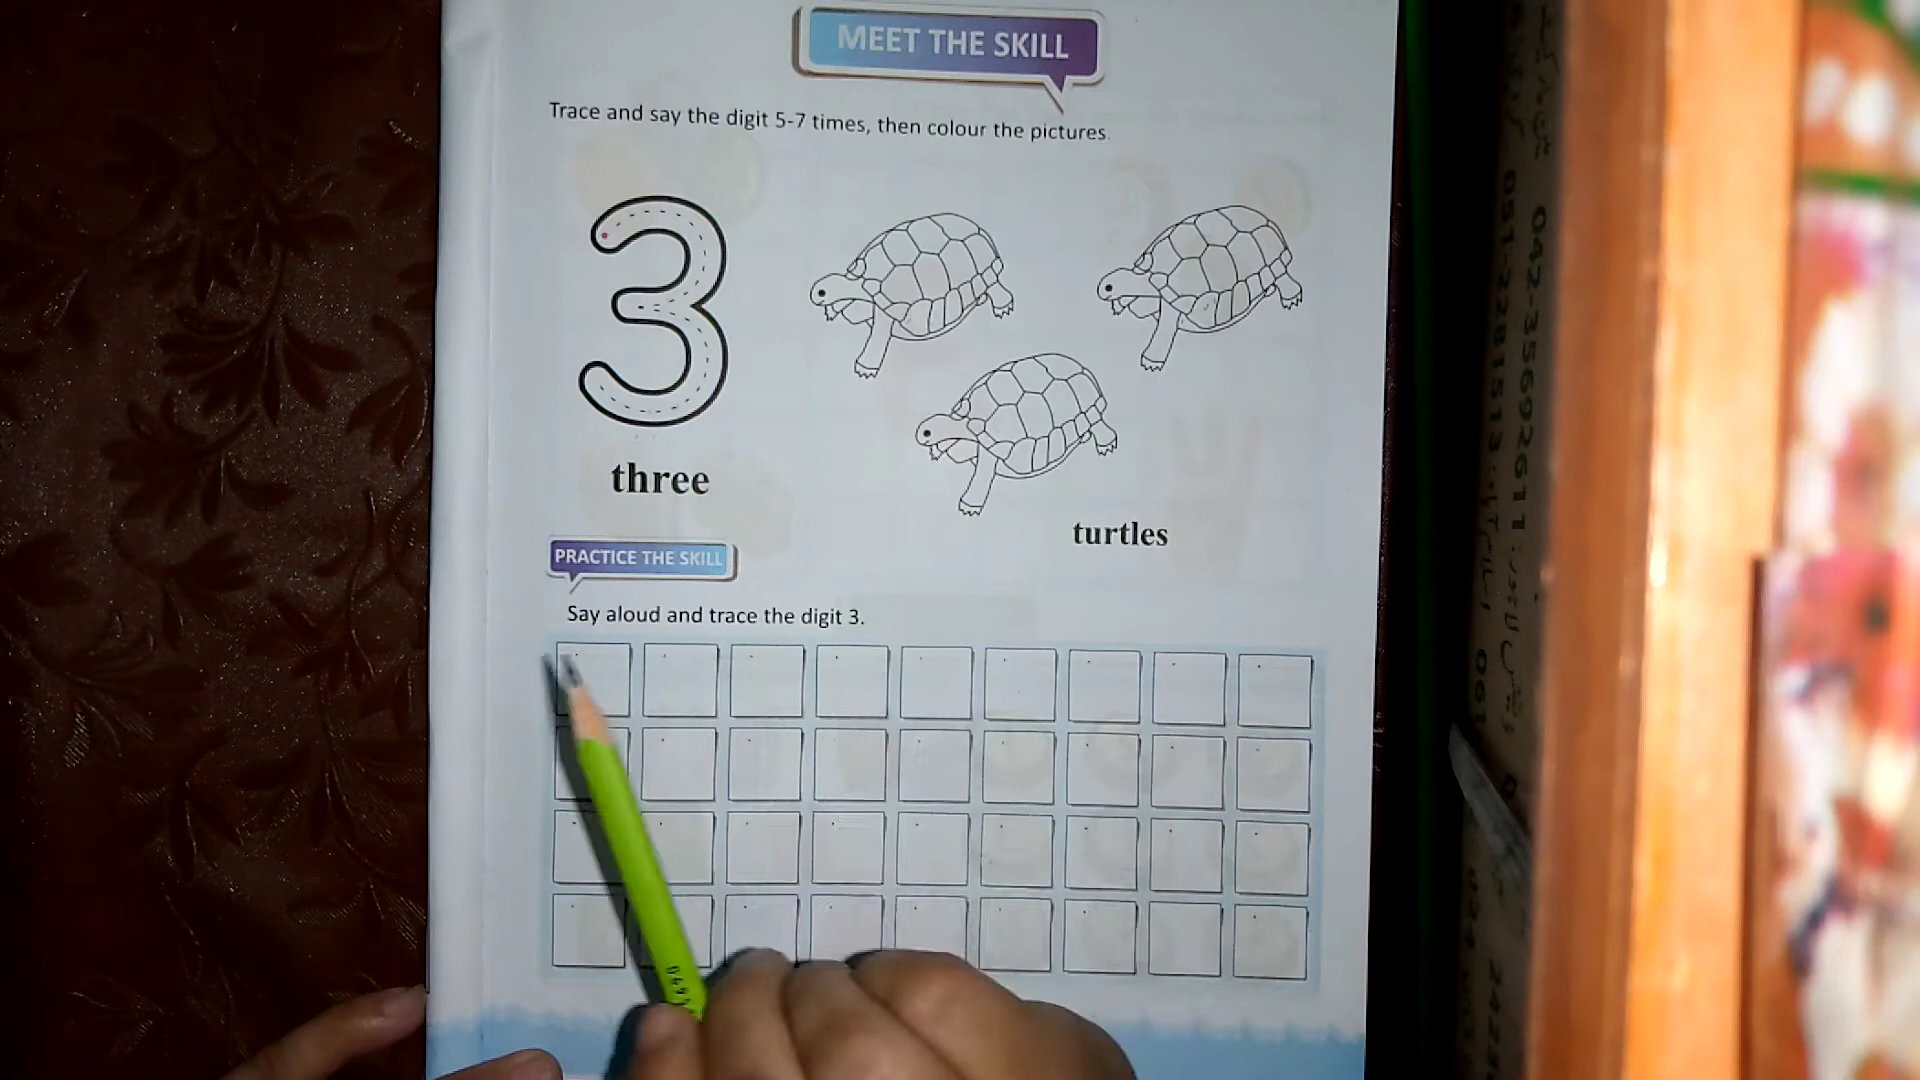 MEET THE SKILL
Trace and say the digit 5-7 times, then colour the pictures.
3
three
turtles
PRACTICE THE SKILL
Say aloud and trace the digit 3.